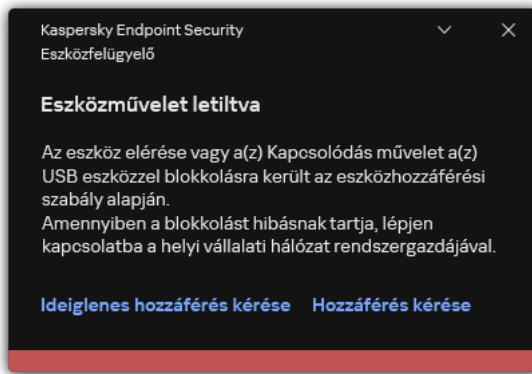 Kaspersky Endpoint Security
Eszközfelügyelő
Eszközművelet letiltva
Az eszköz elérése vagy a(z) Kapcsolódás művelet a(z)
USB eszközzel blokkolásra került az eszközhozzáférési
szabály alapján.
Amennyiben a blokkolást hibásnak tartja, lépjen
kapcsolatba a helyi vállalati hálózat rendszergazdájával.
Ideiglenes hozzáférés kérése Hozzáférés kérése